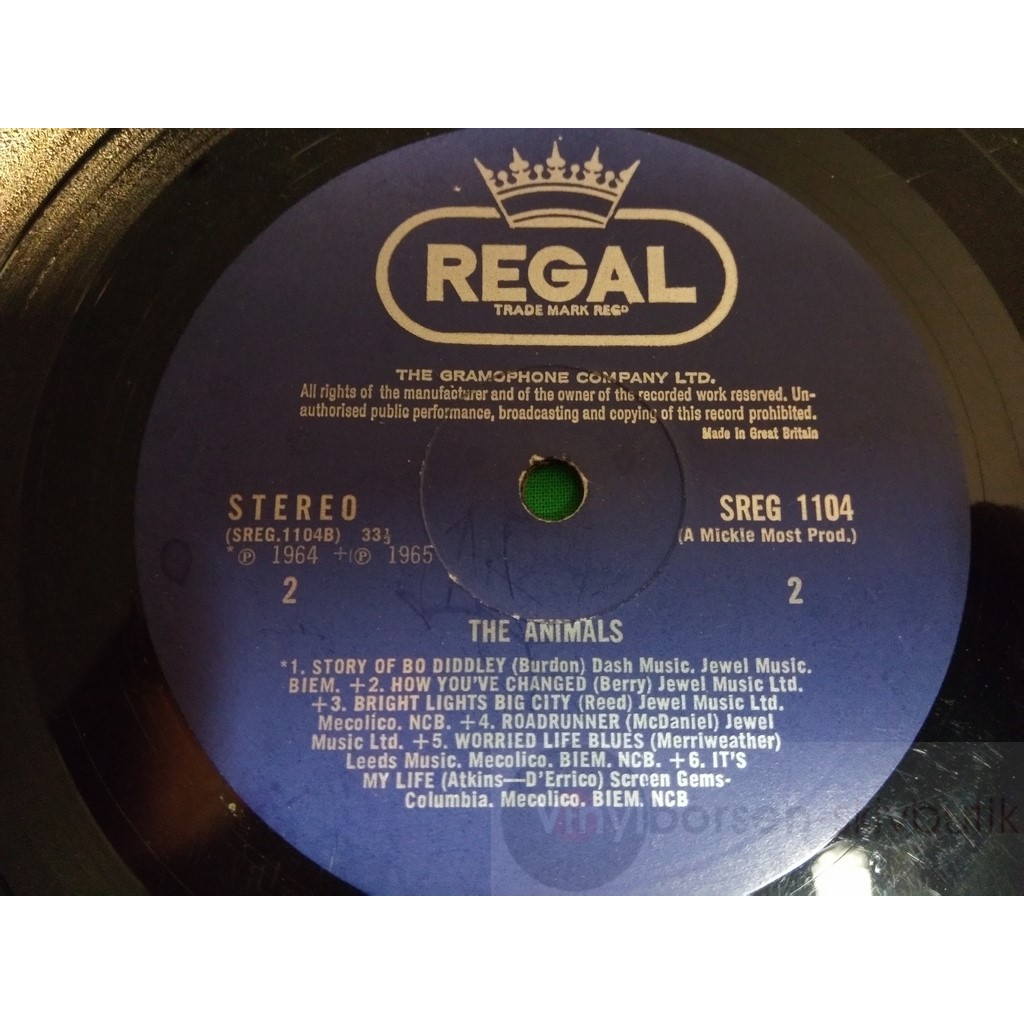 REGAL
TRADE MARK REGD
THE GRAMOPHONE COMPANY LTD.
All rights of the manufacturer and of the owner of the recorded work reserved. Un-
authorised public performance, broadcasting and copying of this record prohibited.
Made in Great Britain
STEREO
(SREG.1104B) 33⅓
*℗ 1964 +℗ 1965
2
SREG 1104
(A Mickie Most Prod.)
2
THE ANIMALS
*1. STORY OF BO DIDDLEY (Burdon) Dash Music. Jewel Music.
BIEM. +2. HOW YOU'VE CHANGED (Berry) Jewel Music Ltd.
+3. BRIGHT LIGHTS BIG CITY (Reed) Jewel Music Ltd.
Mecolico. NCB. +4. ROADRUNNER (McDaniel) Jewel
Music Ltd. +5. WORRIED LIFE BLUES (Merriweather)
Leeds Music. Mecolico. BIEM. NCB. +6. IT'S
MY LIFE (Atkins—D'Errico) Screen Gems-
Columbia. Mecolico. BIEM. NCB